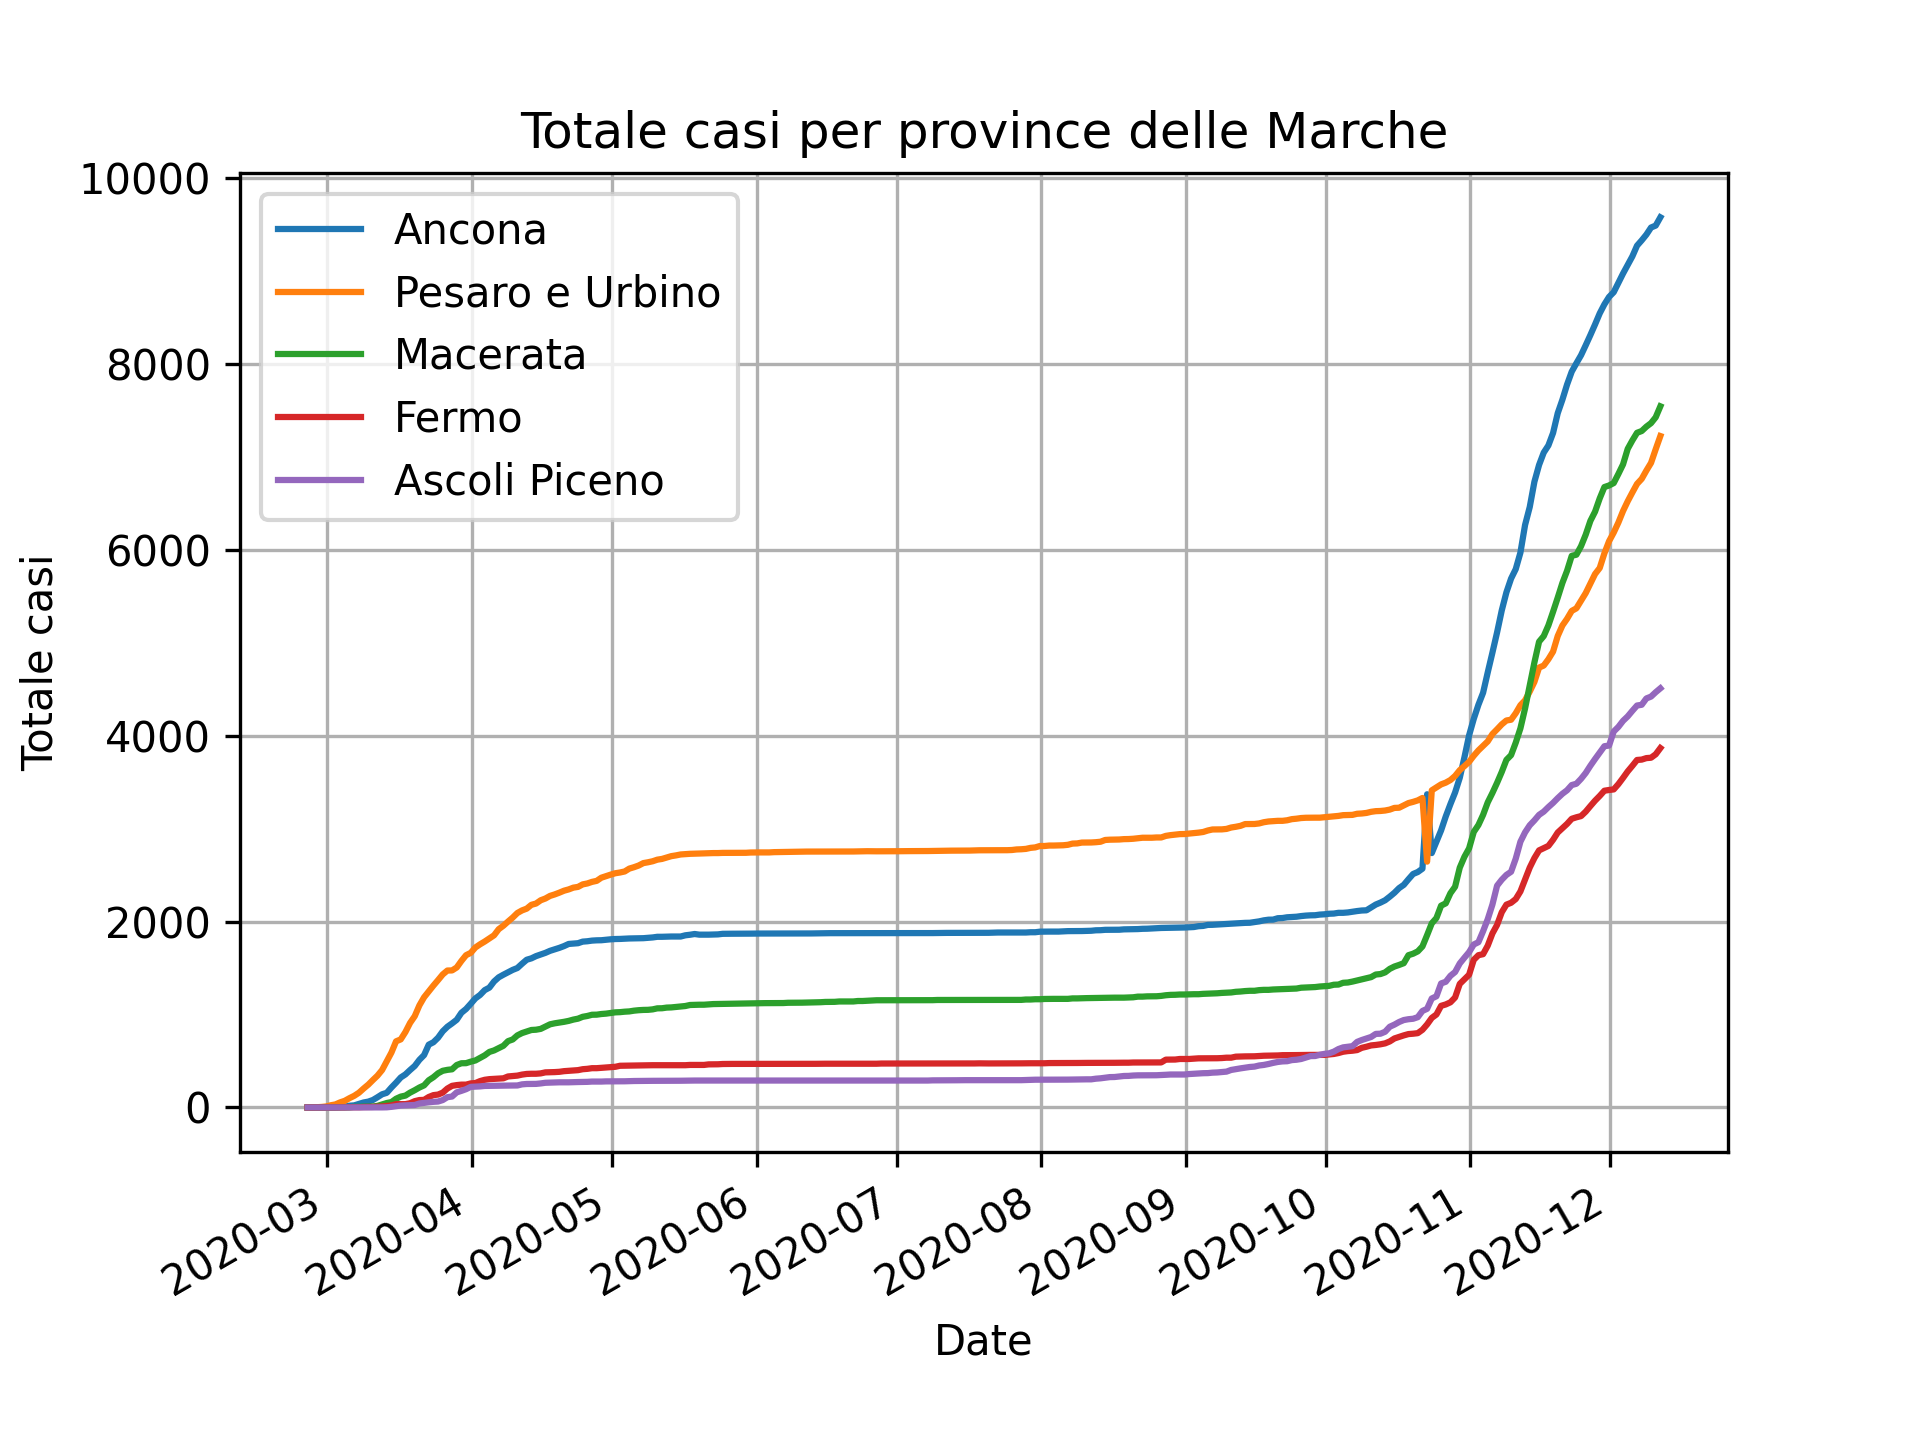 Totale casi per province delle Marche
10000
8000
6000
4000
2000
0
Totale casi
Ancona
Pesaro e Urbino
Macerata
Fermo
Ascoli Piceno
2020-03
2020-04
2020-05
2020-06
2020-07
2020-08
2020-09
2020-10
2020-11
2020-12
Date